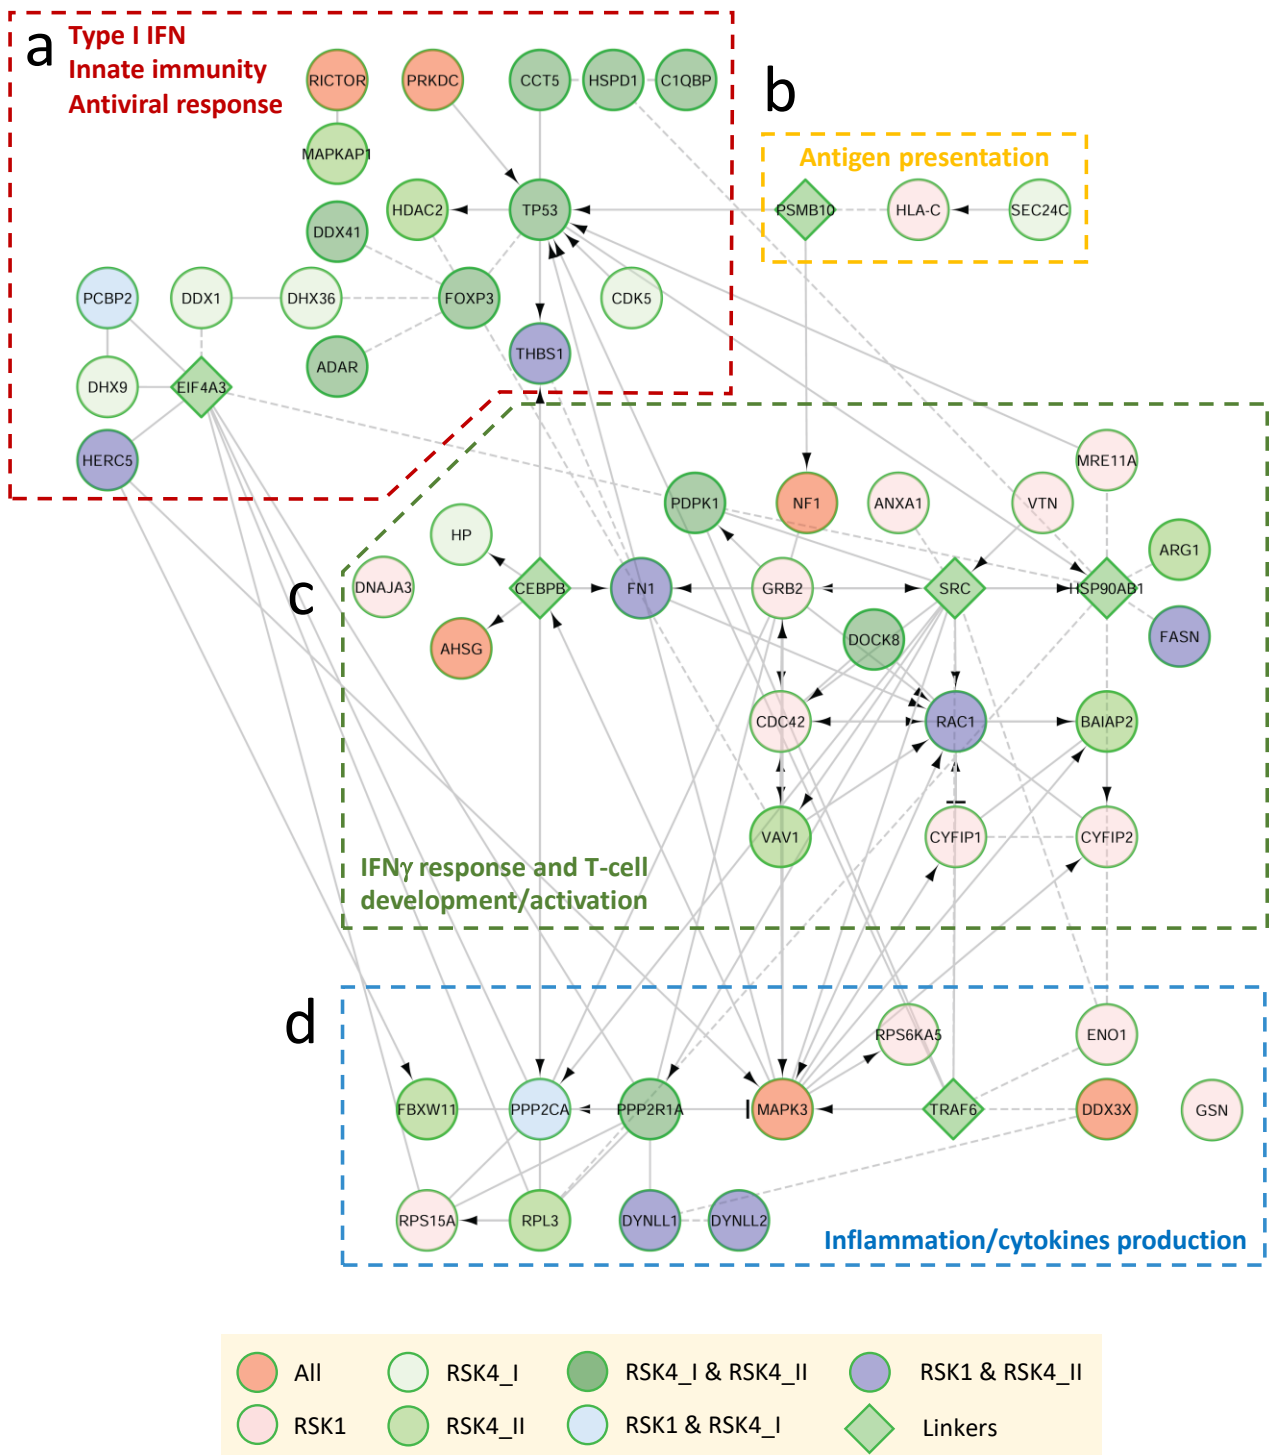 a
Type I IFN
Innate immunity
Antiviral response
RICTOR
PRKDC
CCT5
HSPD1
C1QBP
b
MAPKAP1
Antigen presentation
HDAC2
TP53
PSMB10
HLA-C
SEC24C
DDX41
PCBP2
DDX1
DHX36
FOXP3
CDK5
THBS1
ADAR
DHX9
EIF4A3
HERC5
MRE11A
PDPK1
NF1
ANXA1
VTN
HP
ARG1
c
DNAJA3
CEBPB
FN1
GRB2
SRC
HSP90AB1
AHSG
DOCK8
FASN
CDC42
RAC1
BAIAP2
VAV1
CYFIP1
CYFIP2
IFNγ response and T-cell
development/activation
d
RPS6KA5
ENO1
FBXW11
PPP2CA
PPP2R1A
MAPK3
TRAF6
DDX3X
GSN
RPS15A
RPL3
DYNLL1
DYNLL2
Inflammation/cytokines production
All
RSK4_I
RSK4_I & RSK4_II
RSK1 & RSK4_II
RSK1
RSK4_II
RSK1 & RSK4_I
Linkers